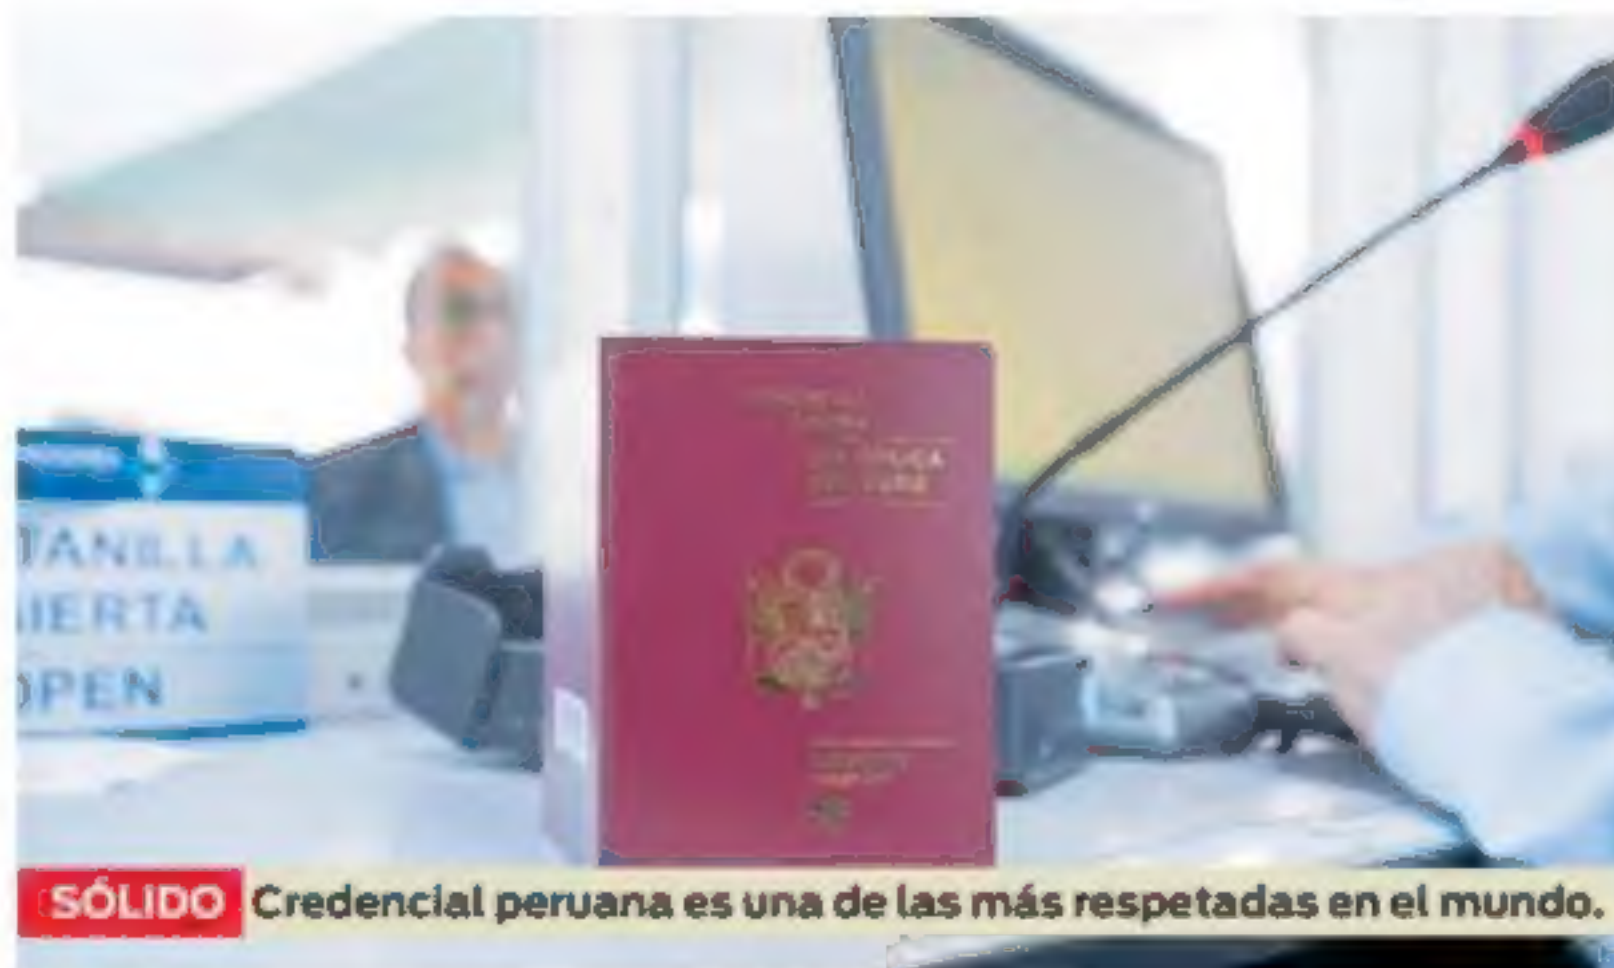 TANILLA
IERTA
OPEN
SÓLIDO Credencial peruana es una de las más respetadas en el mundo.